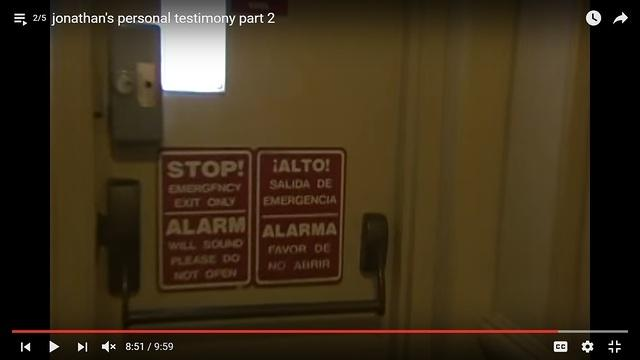 2/5 jonathan's personal testimony part 2
STOP!
EMERGENCY
EXIT ONLY
ALARM
WILL SOUND
PLEASE DO
NOT OPEN
¡ALTO!
SALIDA DE
EMERGENCIA
ALARMA
FAVOR DE
NO ABRIR
8:51 / 9:59
CC